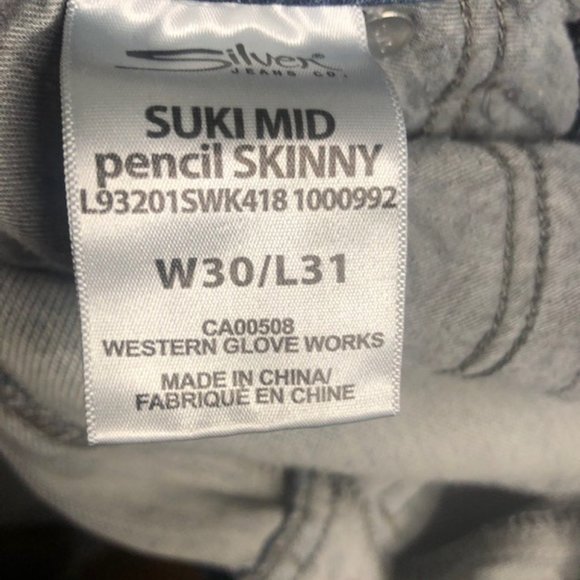 Silver®
JEANS CO.
SUKI MID
pencil SKINNY
L93201SWK418 1000992
W30/L31
CA00508
WESTERN GLOVE WORKS
MADE IN CHINA/
FABRIQUÉ EN CHINE